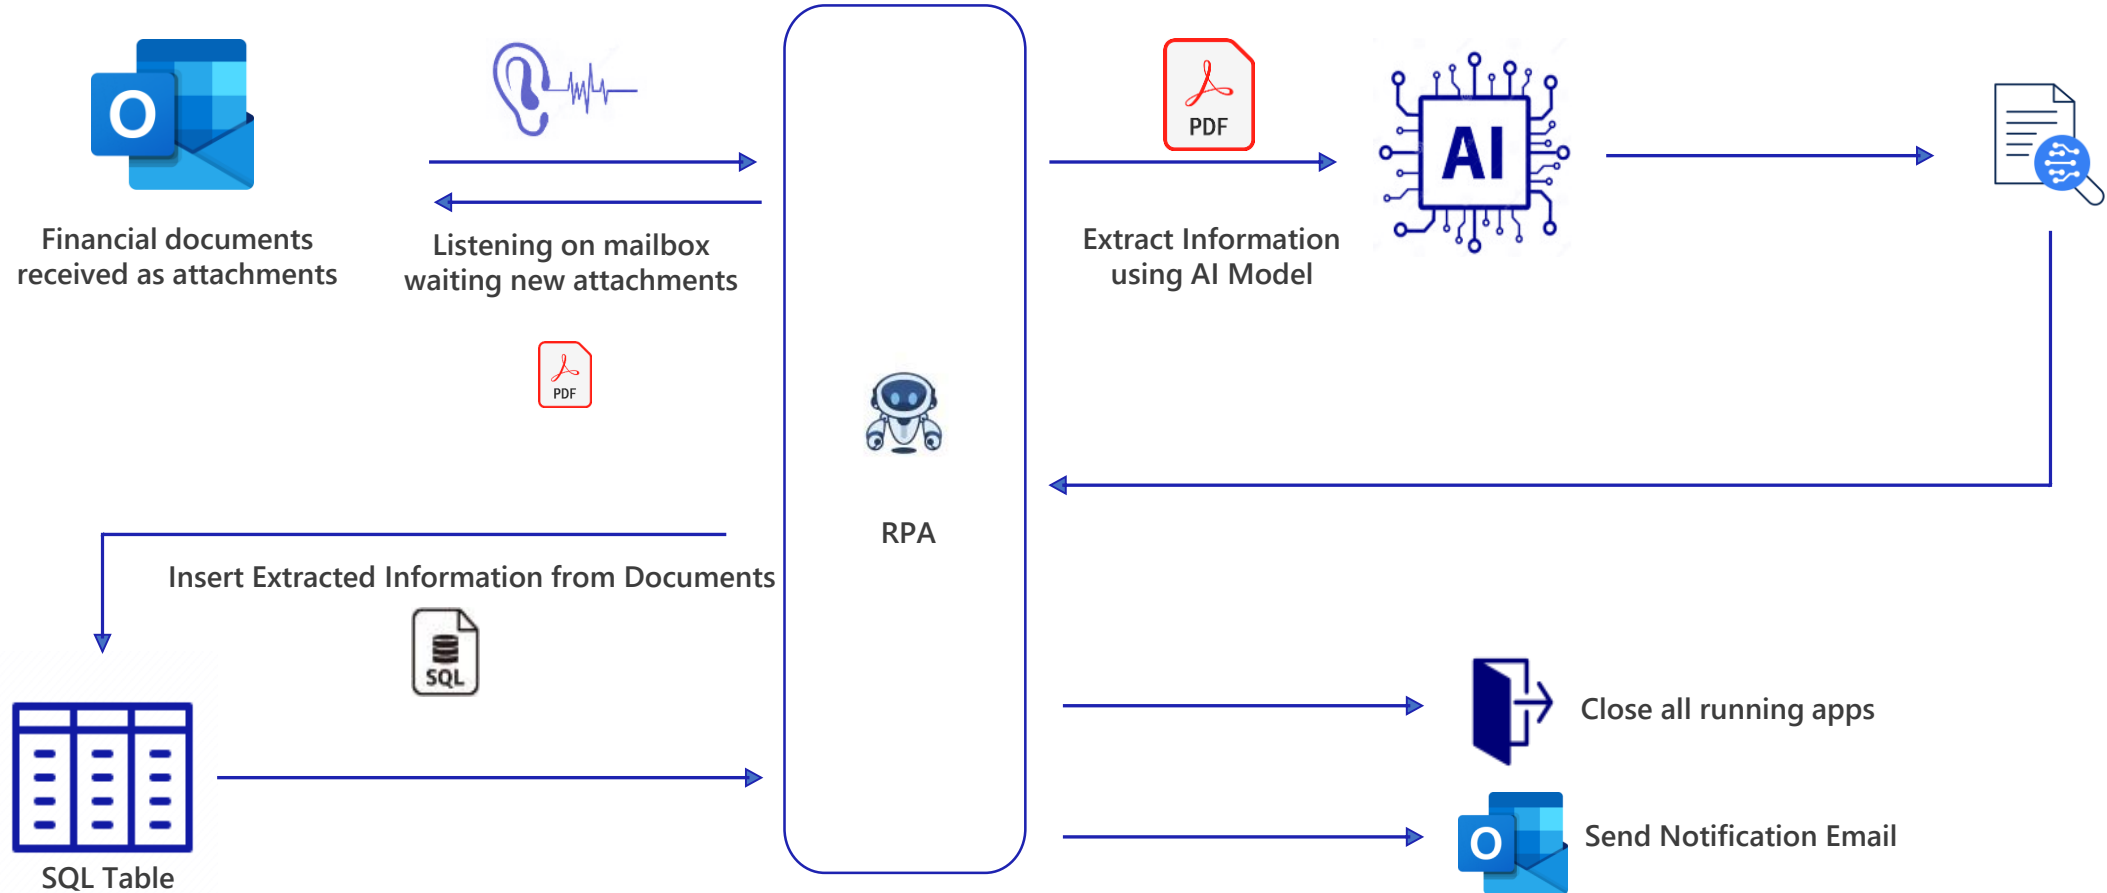 O
Financial documents
received as attachments
Listening on mailbox
waiting new attachments
PDF
PDF
Extract Information
using AI Model
AI
RPA
Insert Extracted Information from Documents
SQL
SQL Table
Close all running apps
O
Send Notification Email